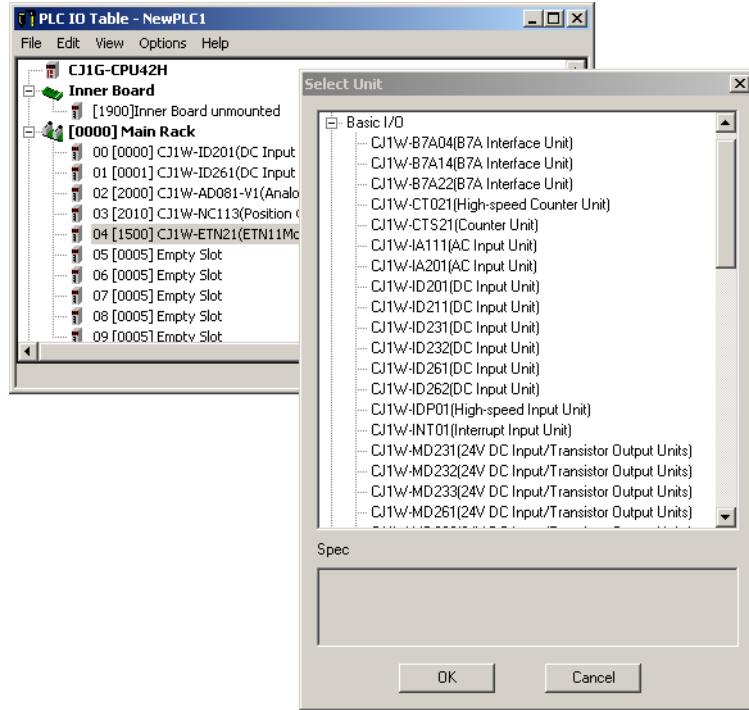 PLC IO Table - NewPLC1
File Edit View Options Help
CJ1G-CPU42H
Inner Board
[1900]Inner Board unmounted
[0000] Main Rack
00 [0000] CJ1W-ID201(DC Input
01 [0001] CJ1W-ID261(DC Input
02 [2000] CJ1W-AD081-V1(Analo
03 [2010] CJ1W-NC113(Position
04 [1500] CJ1W-ETN21(ETN11Mo
05 [0005] Empty Slot
06 [0005] Empty Slot
07 [0005] Empty Slot
08 [0005] Empty Slot
09 [0005] Empty Slot
Select Unit
Basic I/O
CJ1W-B7A04(B7A Interface Unit)
CJ1W-B7A14(B7A Interface Unit)
CJ1W-B7A22(B7A Interface Unit)
CJ1W-CT021(High-speed Counter Unit)
CJ1W-CTS21(Counter Unit)
CJ1W-IA111(AC Input Unit)
CJ1W-IA201(AC Input Unit)
CJ1W-ID201(DC Input Unit)
CJ1W-ID211(DC Input Unit)
CJ1W-ID231(DC Input Unit)
CJ1W-ID232(DC Input Unit)
CJ1W-ID261(DC Input Unit)
CJ1W-ID262(DC Input Unit)
CJ1W-IDP01(High-speed Input Unit)
CJ1W-INT01(Interrupt Input Unit)
CJ1W-MD231(24V DC Input/Transistor Output Units)
CJ1W-MD232(24V DC Input/Transistor Output Units)
CJ1W-MD233(24V DC Input/Transistor Output Units)
CJ1W-MD261(24V DC Input/Transistor Output Units)
Spec
OK Cancel